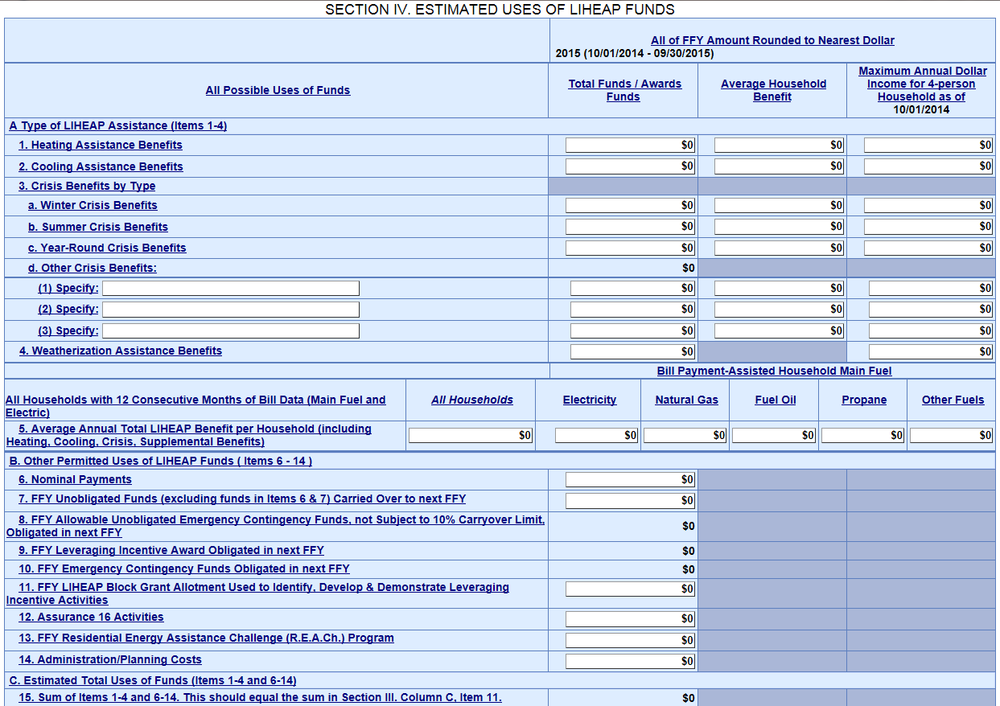 SECTION IV. ESTIMATED USES OF LIHEAP FUNDS
All of FFY Amount Rounded to Nearest Dollar
2015 (10/01/2014 - 09/30/2015)
All Possible Uses of Funds
Total Funds / Awards
Funds
Average Household
Benefit
Maximum Annual Dollar
Income for 4-person
Household as of
10/01/2014
A Type of LIHEAP Assistance (Items 1-4)
1. Heating Assistance Benefits $0 $0 $0
2. Cooling Assistance Benefits $0 $0 $0
3. Crisis Benefits by Type
a. Winter Crisis Benefits $0 $0 $0
b. Summer Crisis Benefits $0 $0 $0
c. Year-Round Crisis Benefits $0 $0 $0
d. Other Crisis Benefits: $0
(1) Specify: $0 $0 $0
(2) Specify: $0 $0 $0
(3) Specify: $0 $0 $0
4. Weatherization Assistance Benefits $0 $0
Bill Payment-Assisted Household Main Fuel
All Households with 12 Consecutive Months of Bill Data (Main Fuel and
Electric)
All Households Electricity Natural Gas Fuel Oil Propane Other Fuels
5. Average Annual Total LIHEAP Benefit per Household (including
Heating, Cooling, Crisis, Supplemental Benefits)
$0 $0 $0 $0 $0 $0
B. Other Permitted Uses of LIHEAP Funds ( Items 6 - 14 )
6. Nominal Payments $0
7. FFY Unobligated Funds (excluding funds in Items 6 & 7) Carried Over to next FFY $0
8. FFY Allowable Unobligated Emergency Contingency Funds, not Subject to 10% Carryover Limit,
Obligated in next FFY
$0
9. FFY Leveraging Incentive Award Obligated in next FFY $0
10. FFY Emergency Contingency Funds Obligated in next FFY $0
11. FFY LIHEAP Block Grant Allotment Used to Identify, Develop & Demonstrate Leveraging
Incentive Activities
$0
12. Assurance 16 Activities $0
13. FFY Residential Energy Assistance Challenge (R.E.A.Ch.) Program $0
14. Administration/Planning Costs $0
C. Estimated Total Uses of Funds (Items 1-4 and 6-14)
15. Sum of Items 1-4 and 6-14. This should equal the sum in Section III. Column C, Item 11. $0